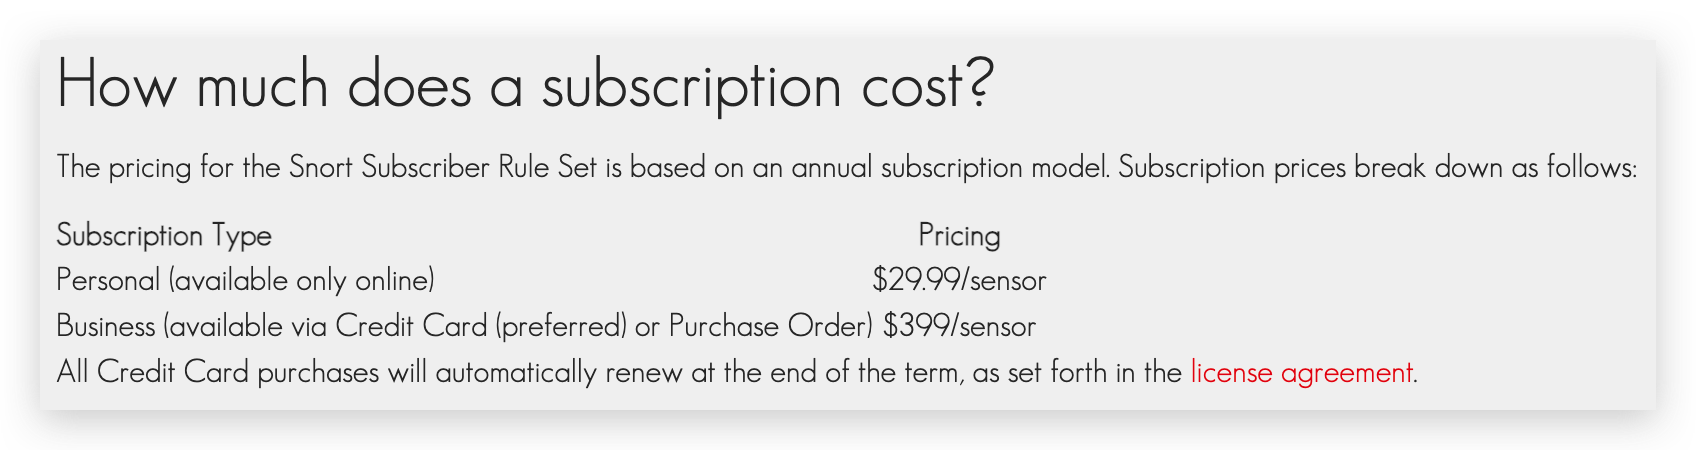 How much does a subscription cost?
The pricing for the Snort Subscriber Rule Set is based on an annual subscription model. Subscription prices break down as follows:
Subscription Type Pricing
Personal (available only online) $29.99/sensor
Business (available via Credit Card (preferred) or Purchase Order) $399/sensor
All Credit Card purchases will automatically renew at the end of the term, as set forth in the license agreement.